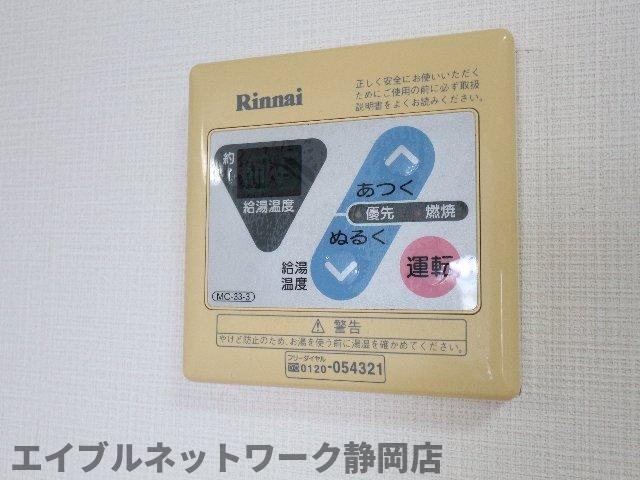 Rinnai
正しく安全にお使いいただく
ためにご使用の前に必ず取扱
説明書をよくお読みください。
約
給湯温度
あつく
優先 燃焼
ぬるく
給湯
温度
運転
MC-33-3
警告
やけど防止のため、お湯を使う前に湯温を確かめてください。
フリーダイヤル
0120-054321
エイブルネットワーク静岡店